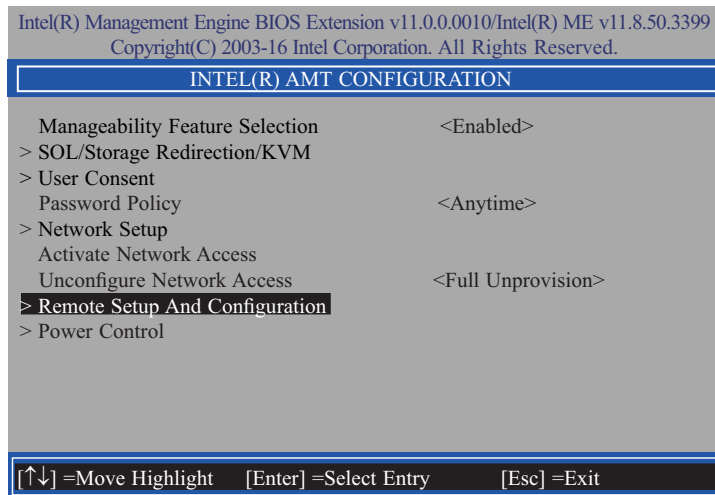 Intel(R) Management Engine BIOS Extension v11.0.0.0010/Intel(R) ME v11.8.50.3399
Copyright(C) 2003-16 Intel Corporation. All Rights Reserved.
INTEL(R) AMT CONFIGURATION
Manageability Feature Selection <Enabled>
> SOL/Storage Redirection/KVM
> User Consent
Password Policy <Anytime>
> Network Setup
Activate Network Access
Unconfigure Network Access <Full Unprovision>
> Remote Setup And Configuration
> Power Control
[↑↓] =Move Highlight [Enter] =Select Entry [Esc] =Exit